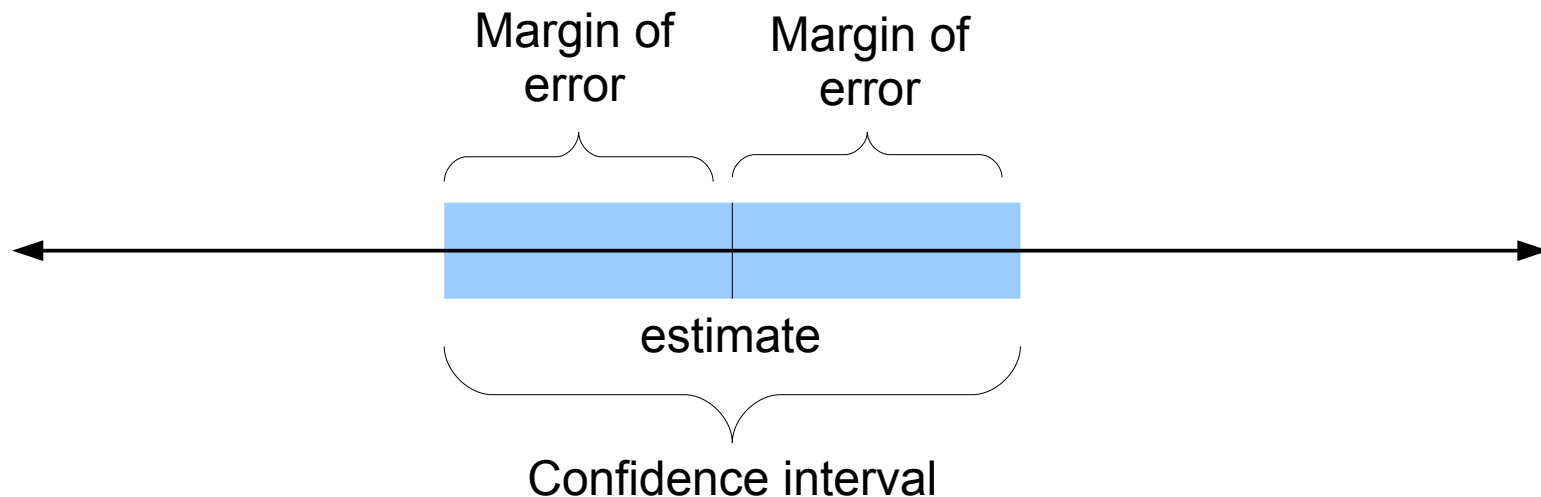 Margin of
error
Margin of
error
estimate
Confidence interval